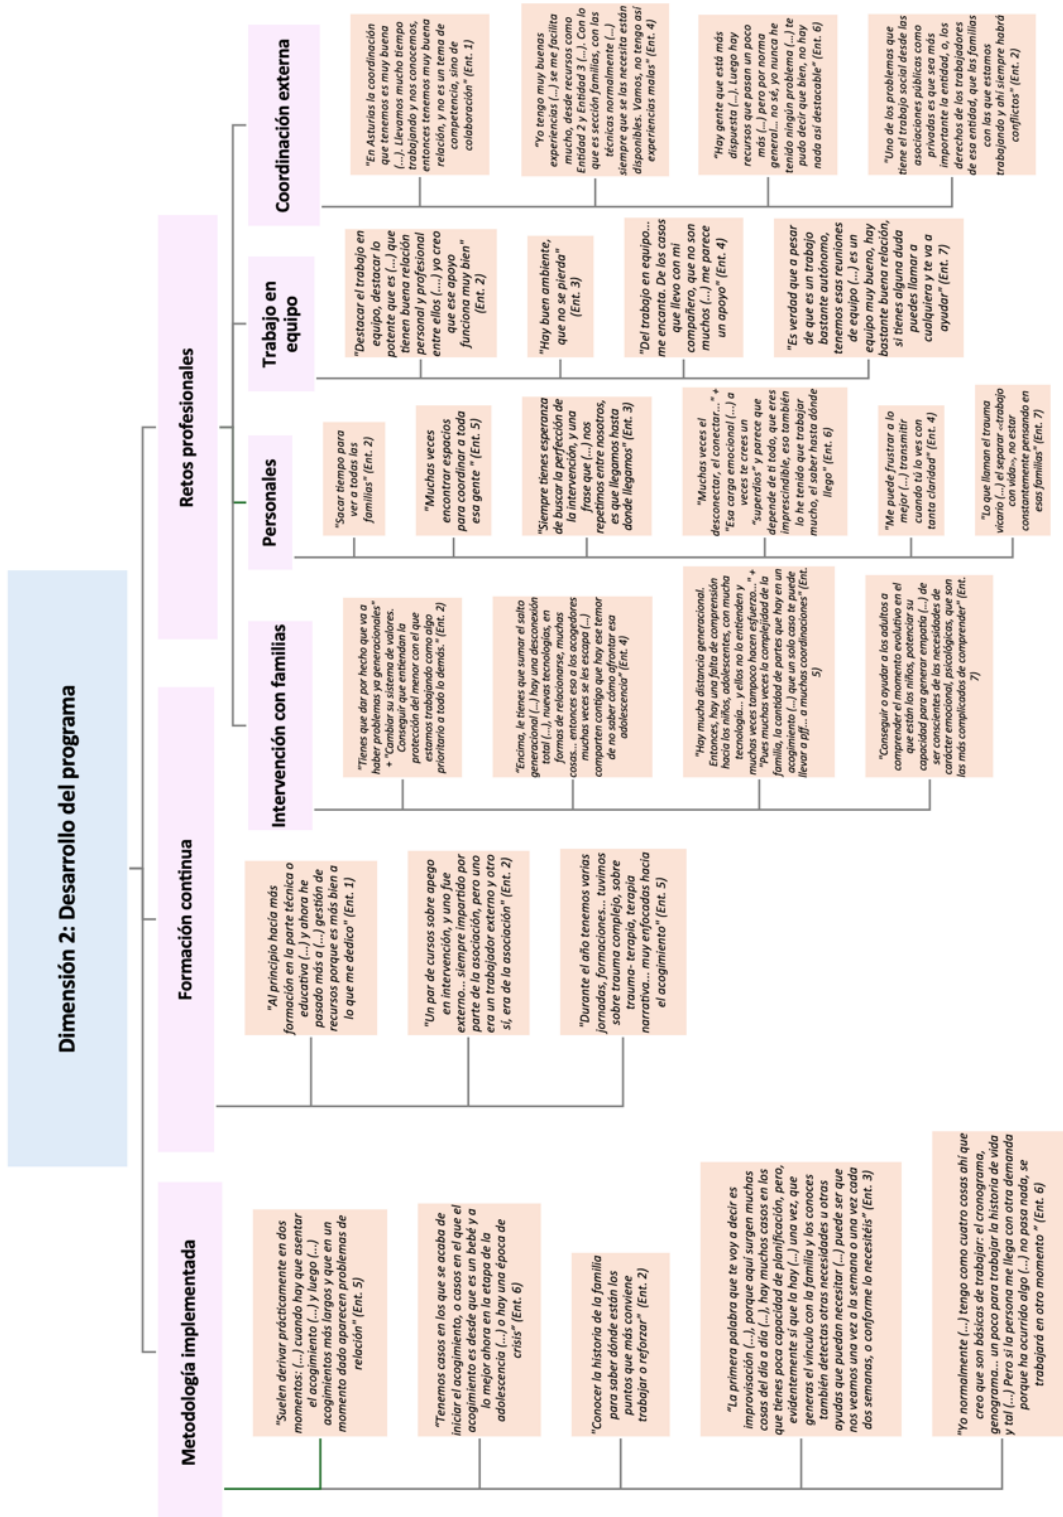 Dimensión 2: Desarrollo del programa
Metodología implementada
"Suelen derivar prácticamente en dos
momentos: (...) cuando hay que asentar
el acogimiento (...) y luego (...)
acogimientos más largos y que en un
momento dado aparecen problemas de
relación" (Ent. 5)
"Tenemos casos en los que se acaba de
iniciar el acogimiento, o casos en el que el
acogimiento es desde que es un bebé y a
lo mejor ahora en la etapa de la
adolescencia (...) o hay una época de
crisis" (Ent. 6)
"Conocer la historia de la familia
para saber dónde están los
puntos que más conviene
trabajar o reforzar" (Ent. 2)
"La primera palabra que te voy a decir es
improvisación (...), porque aquí surgen muchas
cosas del día a día (...), hay muchos casos en los
que tienes poca capacidad de planificación, pero,
evidentemente sí que la hay (...) una vez, que
generas el vínculo con la familia y los conoces
también detectas otras necesidades u otras
ayudas que puedan necesitar (...) puede ser que
nos veamos una vez a la semana o una vez cada
dos semanas, o conforme lo necesitéis" (Ent. 3)
"Yo normalmente (...) tengo como cuatro cosas ahí que
creo que son básicas de trabajar: el cronograma,
genograma... un poco para trabajar la historia de vida
y tal (...) Pero si la persona me llega con otra demanda
porque ha ocurrido algo (...) no pasa nada, se
trabajará en otro momento " (Ent. 6)
Formación continua
"Al principio hacía más
formación en la parte técnica o
educativa (...) y ahora he
pasado más a (...) gestión de
recursos porque es más bien a
lo que me dedico" (Ent. 1)
"Un par de cursos sobre apego
en intervención, y uno fue
externo... siempre impartido por
parte de la asociación, pero uno
era un trabajador externo y otro
sí, era de la asociación" (Ent. 2)
"Durante el año tenemos varias
jornadas, formaciones... tuvimos
sobre trauma complejo, sobre
trauma- terapia, terapia
narrativa... muy enfocadas hacia
el acogimiento" (Ent. 5)
Retos profesionales
Intervención con familias
"Tienes que dar por hecho que va a
haber problemas ya generacionales"
+ "Cambiar su sistema de valores.
Conseguir que entiendan la
protección del menor con el que
estamos trabajando como algo
prioritario a todo lo demás." (Ent. 2)
"Encima, le tienes que sumar el salto
generacional (...) hay una desconexión
total (...), nuevas tecnologías, en
formas de relacionarse, muchas
cosas... entonces eso a los acogedores
muchas veces se les escapa (...)
comparten contigo que hay ese temor
de no saber cómo afrontar esa
adolescencia" (Ent. 4)
"Hay mucha distancia generacional.
Entonces, hay una falta de comprensión
hacia los niños, adolescentes, con mucha
tecnología... y ellos no lo entienden y
muchas veces tampoco hacen esfuerzo..." +
"Pues muchas veces la complejidad de la
familia, la cantidad de partes que hay en un
acogimiento (...) que un solo caso te puede
llevar a pff... a muchas coordinaciones" (Ent.
5)
"Conseguir o ayudar a los adultos a
comprender el momento evolutivo en el
que están los niños, potenciar su
capacidad para generar empatía (...) de
ser conscientes de las necesidades de
carácter emocional, psicológicas, que son
las más complicados de comprender" (Ent.
7)
Personales
"Sacar tiempo para
ver a todas las
familias" (Ent. 2)
"Muchas veces
encontrar espacios
para coordinar a toda
esa gente " (Ent. 5)
"Siempre tienes esperanza
de buscar la perfección de
la intervención, y una
frase que (...) nos
repetimos entre nosotros,
es que llegamos hasta
donde llegamos" (Ent. 3)
"Muchas veces el
desconectar, el conectar..." +
"Esa carga emocional (...) a
veces te crees un
"superdios" y parece que
depende de ti todo, que eres
imprescindible, eso también
lo he tenido que trabajar
mucho, el saber hasta dónde
llego" (Ent. 6)
"Me puede frustrar a lo
mejor (...) transmitir
cuando tú lo ves con
tanta claridad" (Ent. 4)
"Lo que llaman el trauma
vicario (...) el separar «trabajo
con vida», no estar
constantemente pensando en
esas familias" (Ent. 7)
Trabajo en
equipo
"Destacar el trabajo en
equipo, destacar lo
potente que es (...) que
tienen buena relación
personal y profesional
entre ellos (....) yo creo
que ese apoyo
funciona muy bien"
(Ent. 2)
"Hay buen ambiente,
que no se pierda"
(Ent. 3)
"Del trabajo en equipo...
me encanta. De los casos
que llevo con mi
compañero, que no son
muchos (...) me parece
un apoyo" (Ent. 4)
"Es verdad que a pesar
de que es un trabajo
bastante autónomo,
tenemos esas reuniones
de equipo (...) es un
equipo muy bueno, hay
bastante buena relación,
si tienes alguna duda
puedes llamar a
cualquiera y te va a
ayudar" (Ent. 7)
Coordinación externa
"En Asturias la coordinación
que tenemos es muy buena
(...). Llevamos mucho tiempo
trabajando y nos conocemos,
entonces tenemos muy buena
relación, y no es un tema de
competencia, sino de
colaboración" (Ent. 1)
"Yo tengo muy buenas
experiencias (...) se me facilita
mucho, desde recursos como
Entidad 2 y Entidad 3 (...). Con lo
que es sección familias, con las
técnicas normalmente (...)
siempre que se las necesita están
disponibles. Vamos, no tengo así
experiencias malas" (Ent. 4)
"Hay gente que está más
dispuesta (...). Luego hay
recursos que pasan un poco
más (...) pero por norma
general... no sé, yo nunca he
tenido ningún problema (...) te
pudo decir que bien, no hay
nada así destacable" (Ent. 6)
"Uno de los problemas que
tiene el trabajo social desde las
asociaciones públicas como
privadas es que sea más
importante la entidad, o, los
derechos de los trabajadores
de esa entidad, que las familias
con las que estamos
trabajando y ahí siempre habrá
conflictos" (Ent. 2)